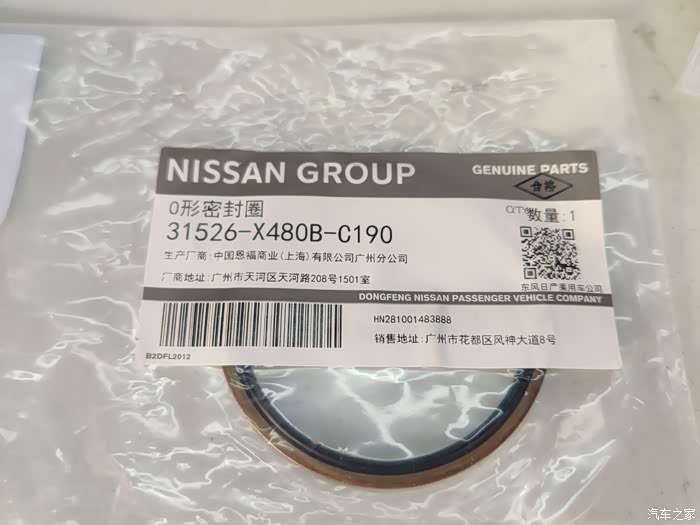 NISSAN GROUP
GENUINE PARTS
合格
O形密封圈
QTY
数量:1
31526-X480B-C190
生产厂商:中国恩福商业(上海)有限公司广州分公司
厂商地址:广州市天河区天河路208号1501室
东风日产乘用车公司
DONGFENG NISSAN PASSENGER VEHICLE COMPANY
HN281001483888
销售地址:广州市花都区风神大道8号
B2DFL2012
汽车之家